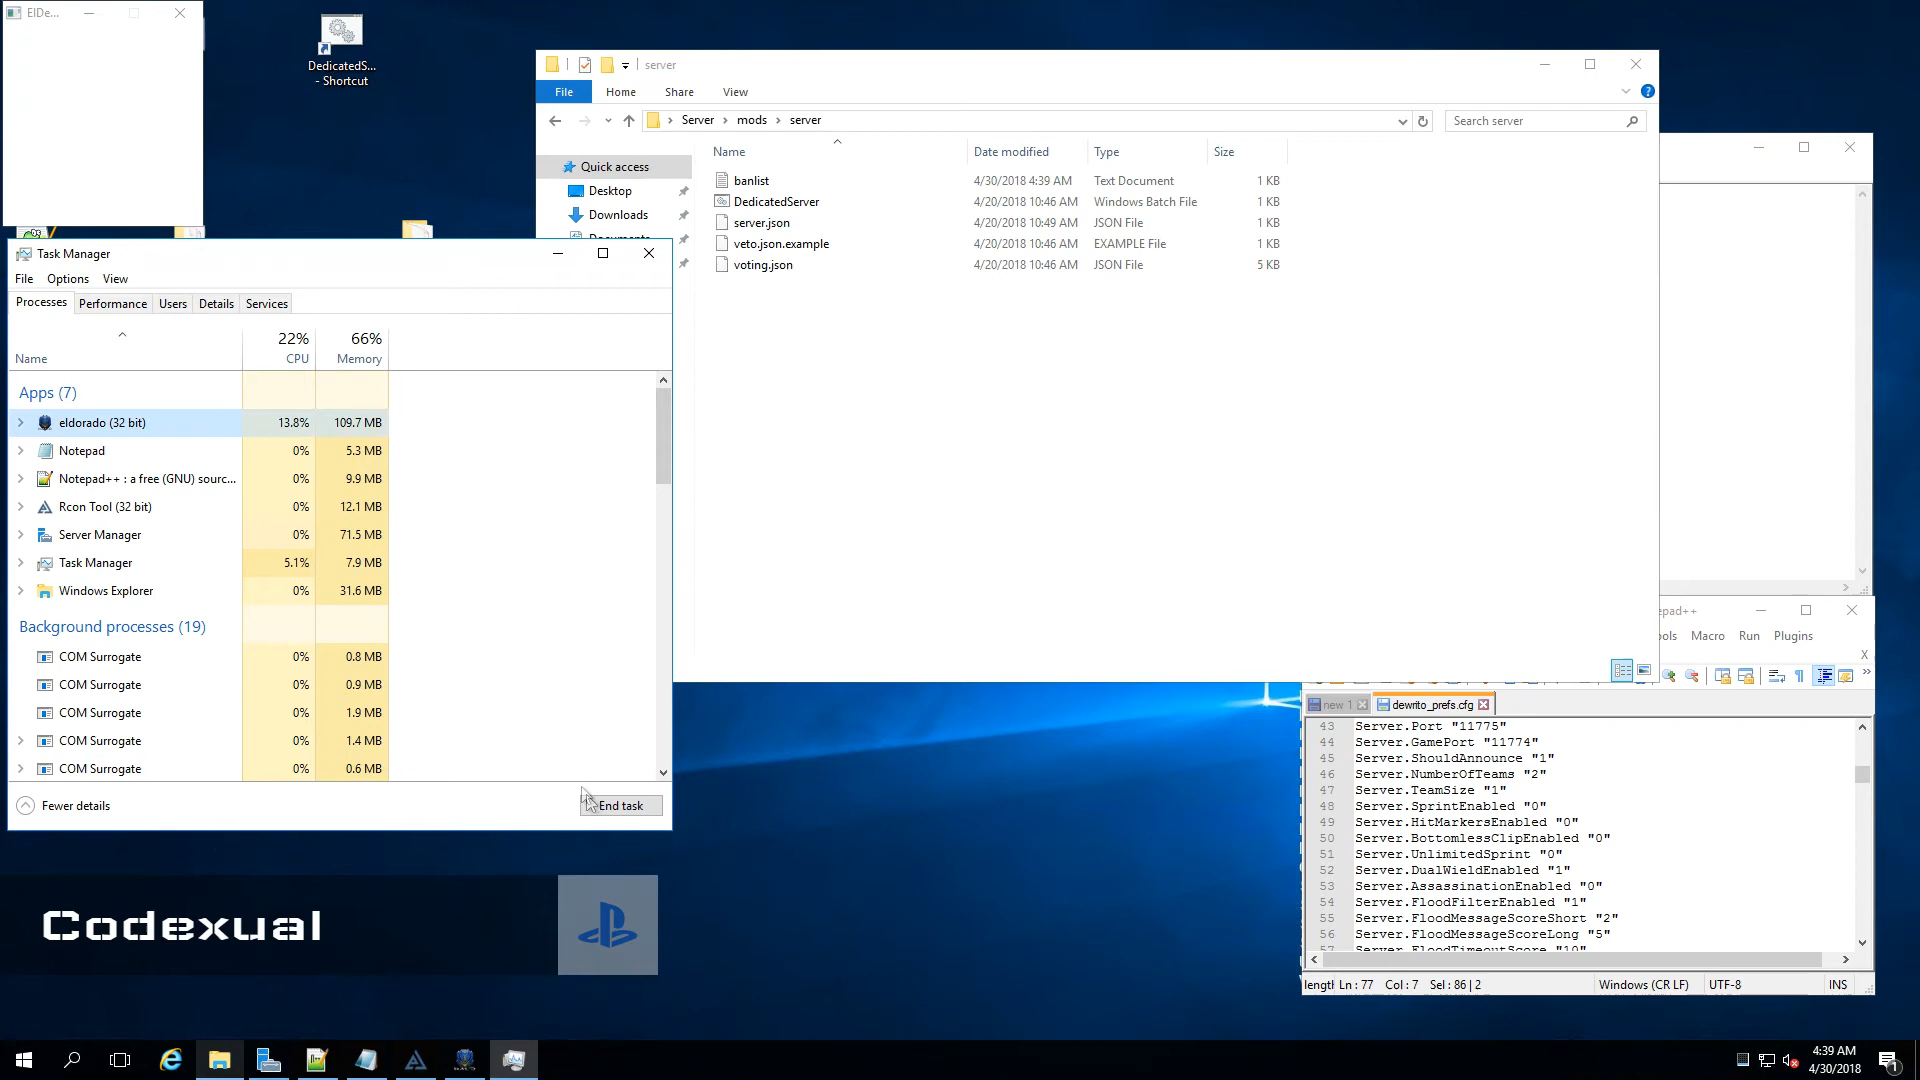 ElDe...
DedicatedS...
- Shortcut
server
File
Home
Share
View
Server
mods
server
Search server
Name
Date modified
Type
Size
Quick access
Desktop
Downloads
banlist
4/30/2018 4:39 AM
Text Document
1 KB
DedicatedServer
4/20/2018 10:46 AM
Windows Batch File
1 KB
server.json
4/20/2018 10:49 AM
JSON File
1 KB
veto.json.example
4/20/2018 10:46 AM
EXAMPLE File
1 KB
voting.json
4/20/2018 10:46 AM
JSON File
5 KB
Task Manager
File
Options
View
Processes
Performance
Users
Details
Services
22%
66%
Name
CPU
Memory
Apps (7)
eldorado (32 bit)
13.8%
109.7 MB
Notepad
0%
5.3 MB
Notepad++ : a free (GNU) sourc...
0%
9.9 MB
Rcon Tool (32 bit)
0%
12.1 MB
Server Manager
0%
71.5 MB
Task Manager
5.1%
7.9 MB
Windows Explorer
0%
31.6 MB
Background processes (19)
COM Surrogate
0%
0.8 MB
COM Surrogate
0%
0.9 MB
COM Surrogate
0%
1.9 MB
COM Surrogate
0%
1.4 MB
COM Surrogate
0%
0.6 MB
Fewer details
End task
epad++
ools
Macro
Run
Plugins
X
new 1
dewrito_prefs.cfg
43 Server.Port "11775"
44 Server.GamePort "11774"
45 Server.ShouldAnnounce "1"
46 Server.NumberOfTeams "2"
47 Server.TeamSize "1"
48 Server.SprintEnabled "0"
49 Server.HitMarkersEnabled "0"
50 Server.BottomlessClipEnabled "0"
51 Server.UnlimitedSprint "0"
52 Server.DualWieldEnabled "1"
53 Server.AssassinationEnabled "0"
54 Server.FloodFilterEnabled "1"
55 Server.FloodMessageScoreShort "2"
56 Server.FloodMessageScoreLong "5"
57 Server.FloodTimeoutScore "10"
length
Ln : 77
Col : 7
Sel : 86 | 2
Windows (CR LF)
UTF-8
INS
Codexual
4:39 AM
4/30/2018
1